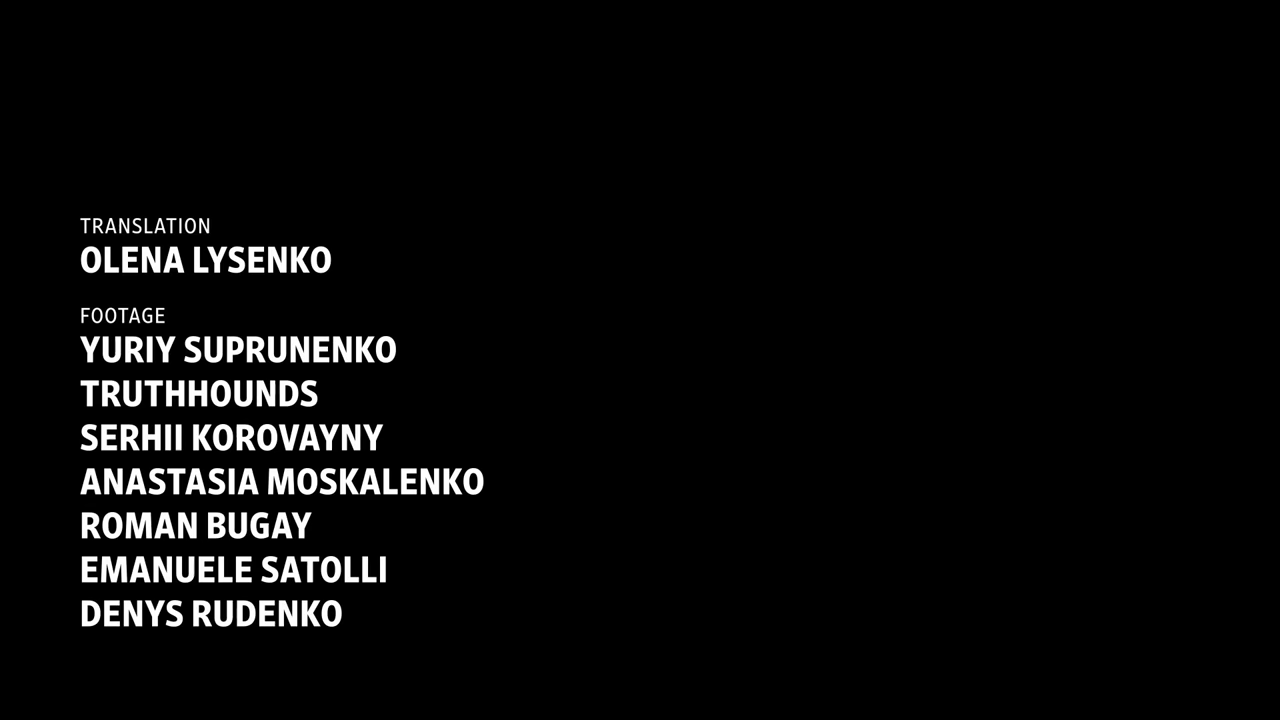 TRANSLATION
OLENA LYSENKO
FOOTAGE
YURIY SUPRUNENKO
TRUTHHOUNDS
SERHII KOROVAYNY
ANASTASIA MOSKALENKO
ROMAN BUGAY
EMANUELE SATOLLI
DENYS RUDENKO